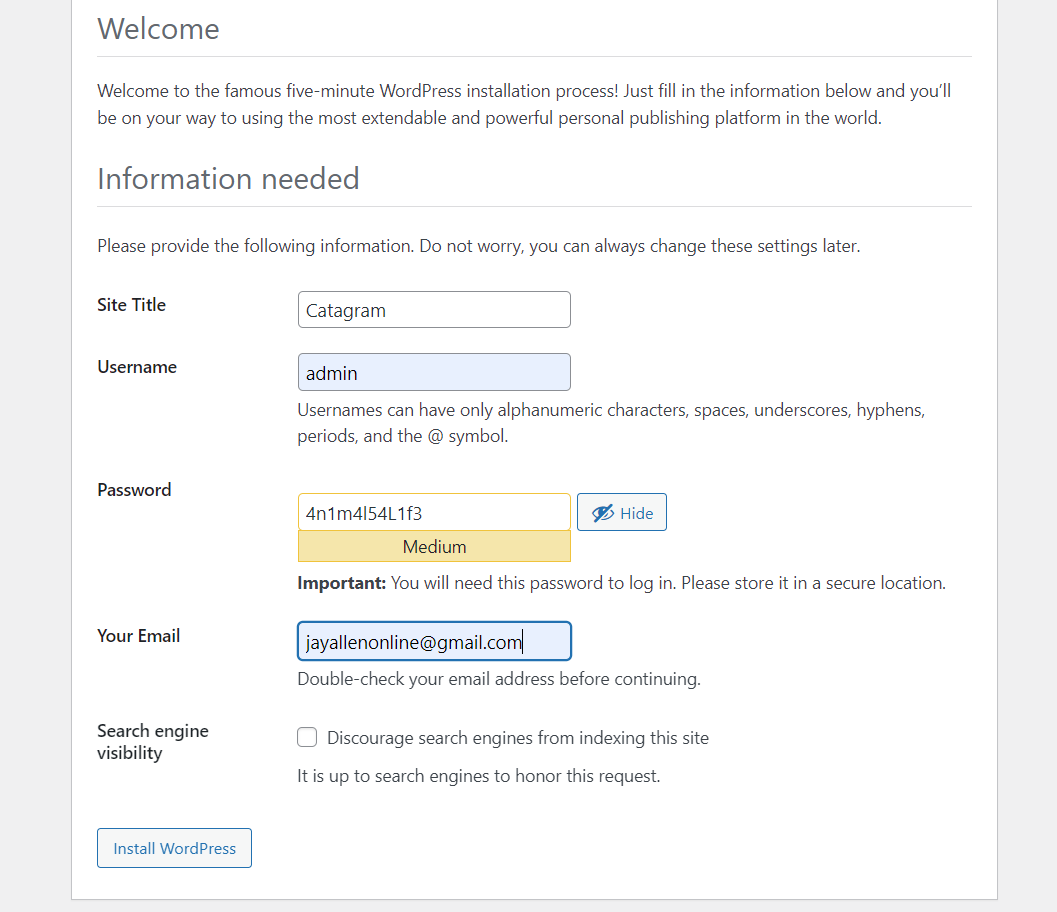 Welcome
Welcome to the famous five-minute WordPress installation process! Just fill in the information below and you’ll
be on your way to using the most extendable and powerful personal publishing platform in the world.
Information needed
Please provide the following information. Do not worry, you can always change these settings later.
Site Title
Catagram
Username
admin
Usernames can have only alphanumeric characters, spaces, underscores, hyphens,
periods, and the @ symbol.
Password
4n1m4l54L1f3
Hide
Medium
Important: You will need this password to log in. Please store it in a secure location.
Your Email
jayallenonline@gmail.com
Double-check your email address before continuing.
Search engine
visibility
Discourage search engines from indexing this site
It is up to search engines to honor this request.
Install WordPress